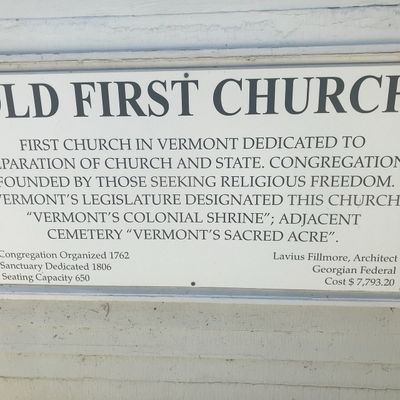 OLD FIRST CHURCH
FIRST CHURCH IN VERMONT DEDICATED TO
SEPARATION OF CHURCH AND STATE. CONGREGATION
FOUNDED BY THOSE SEEKING RELIGIOUS FREEDOM.
VERMONT'S LEGISLATURE DESIGNATED THIS CHURCH
“VERMONT'S COLONIAL SHRINE”; ADJACENT
CEMETERY “VERMONT'S SACRED ACRE”.
Congregation Organized 1762
Sanctuary Dedicated 1806
Seating Capacity 650
Lavius Fillmore, Architect
Georgian Federal
Cost $ 7,793.20